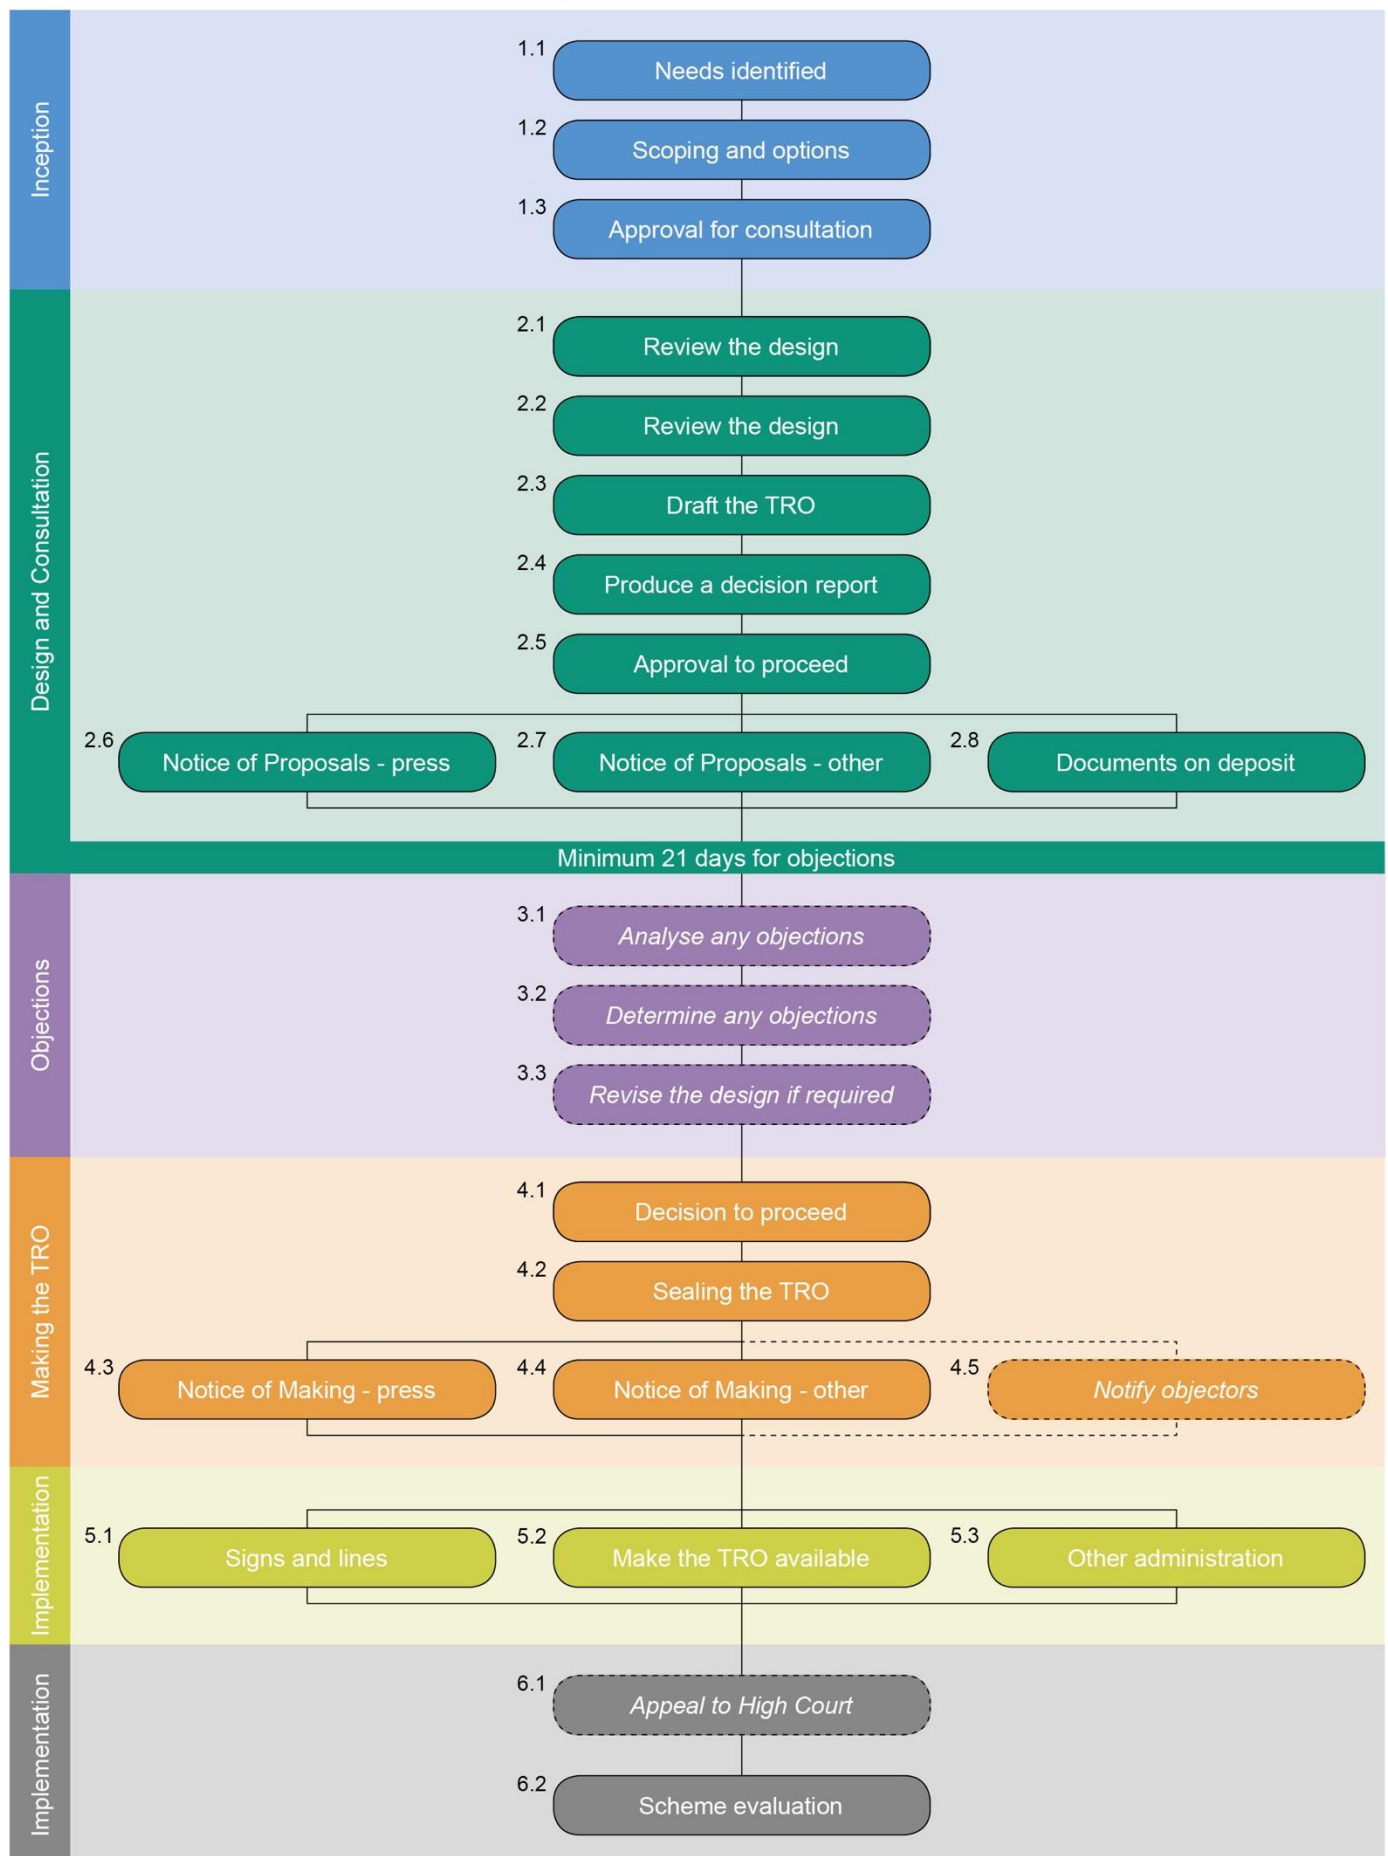 Inception
1.1
Needs identified
1.2
Scoping and options
1.3
Approval for consultation
Design and Consultation
2.1
Review the design
2.2
Review the design
2.3
Draft the TRO
2.4
Produce a decision report
2.5
Approval to proceed
2.6
Notice of Proposals - press
2.7
Notice of Proposals - other
2.8
Documents on deposit
Minimum 21 days for objections
Objections
3.1
Analyse any objections
3.2
Determine any objections
3.3
Revise the design if required
Making the TRO
4.1
Decision to proceed
4.2
Sealing the TRO
4.3
Notice of Making - press
4.4
Notice of Making - other
4.5
Notify objectors
Implementation
5.1
Signs and lines
5.2
Make the TRO available
5.3
Other administration
Implementation
6.1
Appeal to High Court
6.2
Scheme evaluation